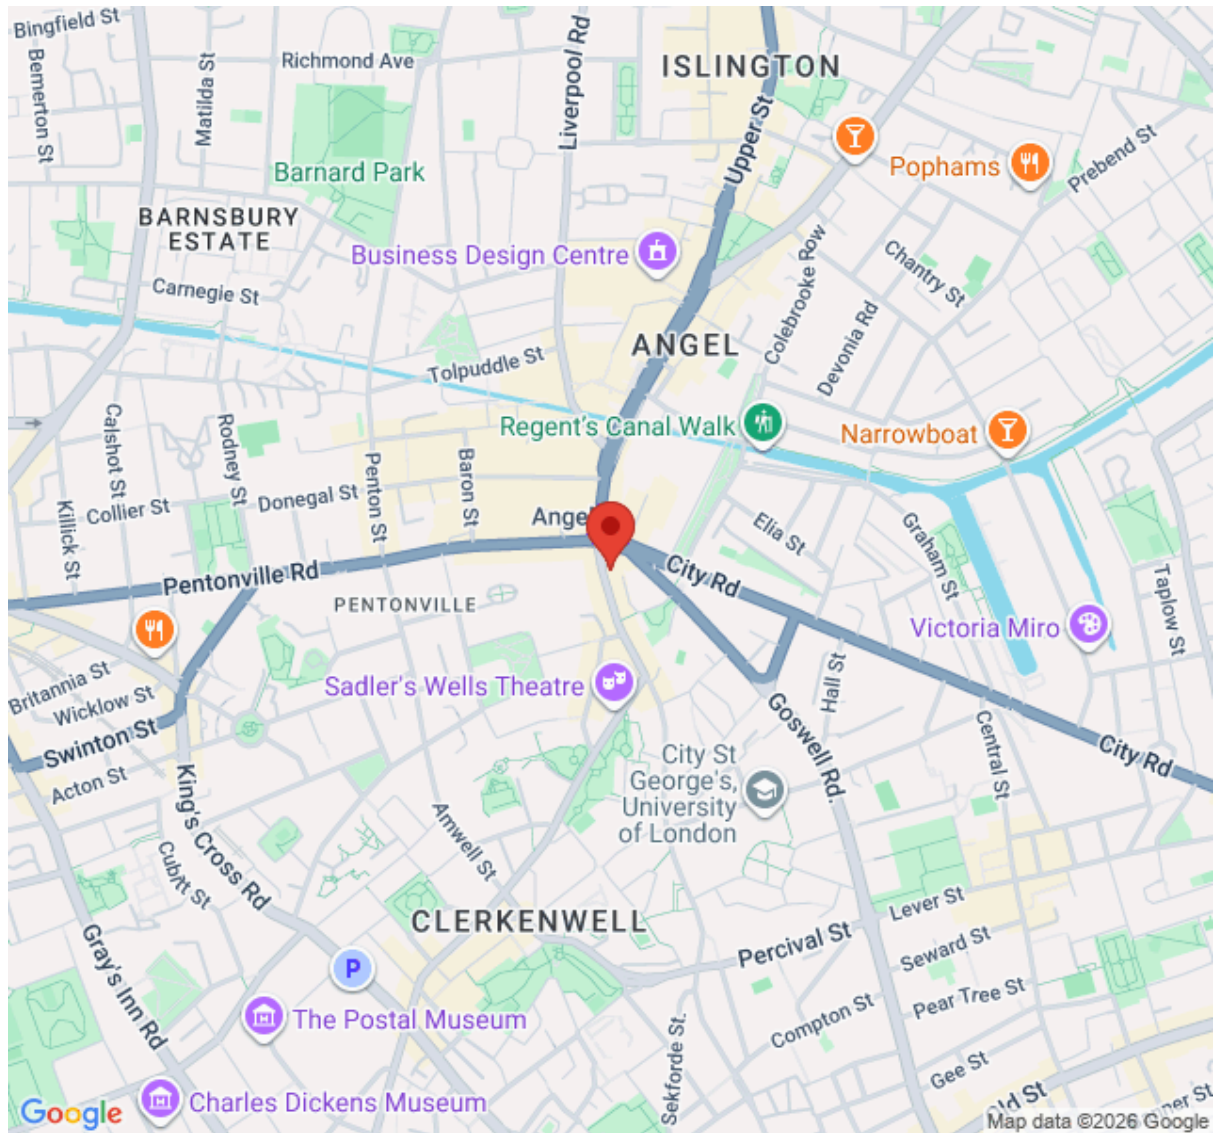 Bingfield St
Bemerton St
Matilda St
Richmond Ave
Liverpool Rd
ISLINGTON
Upper St
Pophams
Prebend St
Barnard Park
BARNSBURY
ESTATE
Business Design Centre
Colebrooke Row
Chantry St
Carnegie St
ANGEL
Devonia Rd
Tolpuddle St
Regent's Canal Walk
Narrowboat
Calshot St
Rodney St
Penton St
Baron St
Donegal St
Collier St
Killick St
Angel
Elia St
Graham St
Taplow St
Pentonville Rd
City Rd
PENTONVILLE
Victoria Miro
Britannia St
Wicklow St
Swinton St
Acton St
Sadler's Wells Theatre
Hall St
Goswell Rd.
Central St
City Rd
King's Cross Rd
City St
George's,
University
of London
Amwell St
Cubitt St
CLERKENWELL
Lever St
Percival St
Seward St
Gray's Inn Rd
P
Pear Tree St
Compton St
The Postal Museum
Sekforde St.
Gee St
Charles Dickens Museum
Google
Map data ©2026 Google